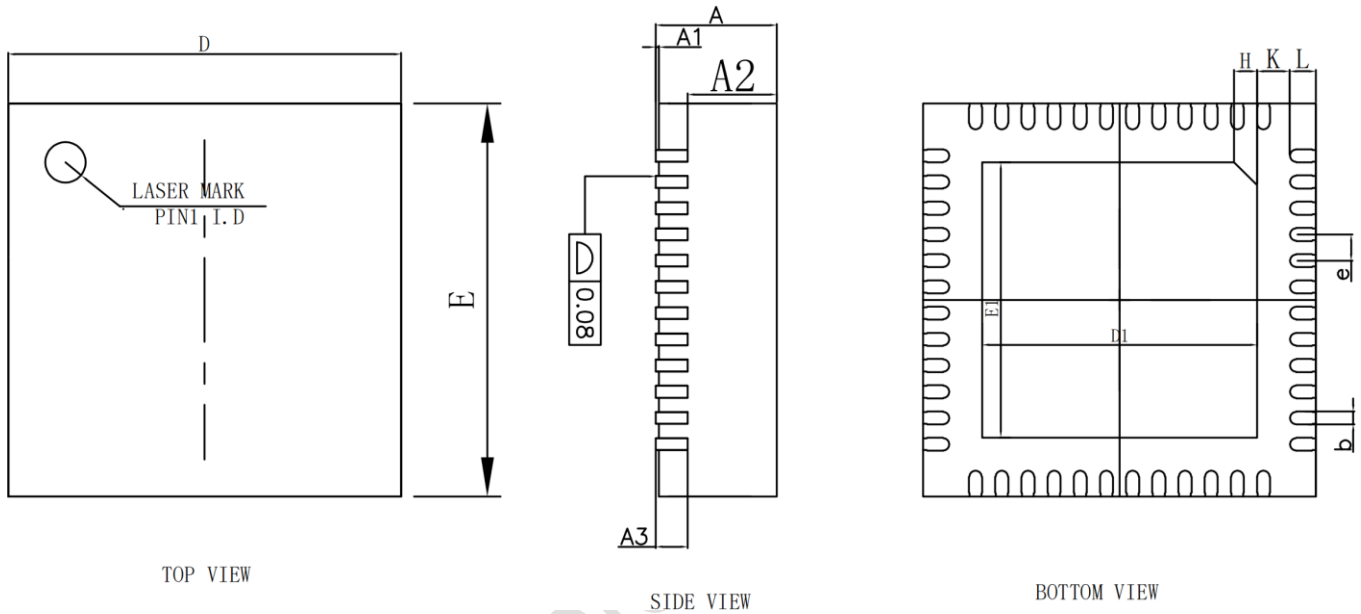 D
LASER MARK
PIN1 I.D
E
TOP VIEW
A
A1
A2
0.08
A3
SIDE VIEW
H K L
E1
D1
e
b
BOTTOM VIEW